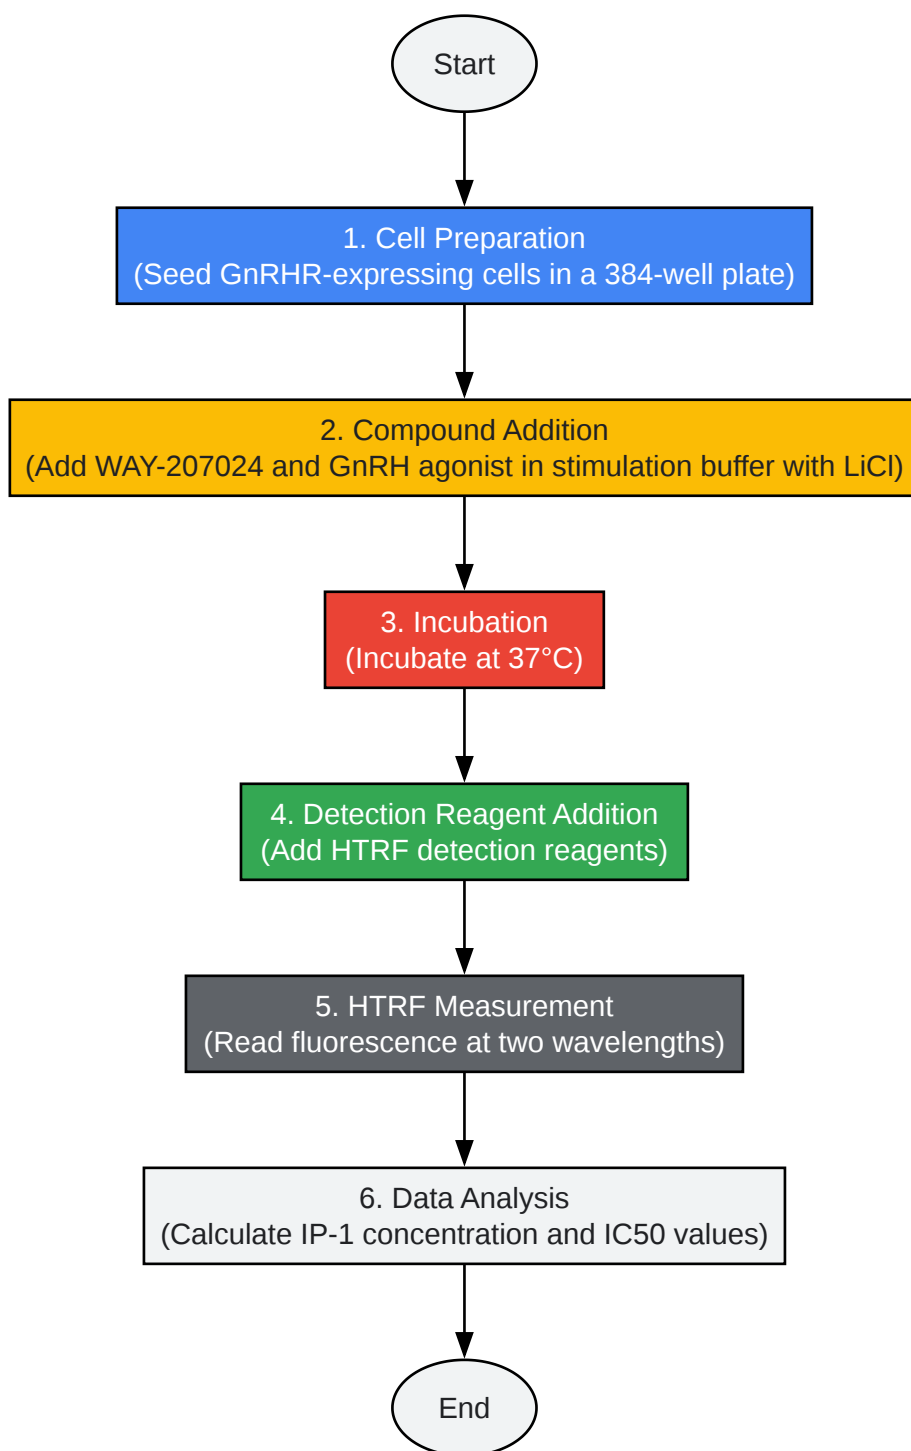 Start
1. Cell Preparation
(Seed GnRHR-expressing cells in a 384-well plate)
2. Compound Addition
(Add WAY-207024 and GnRH agonist in stimulation buffer with LiCl)
3. Incubation
(Incubate at 37°C)
4. Detection Reagent Addition
(Add HTRF detection reagents)
5. HTRF Measurement
(Read fluorescence at two wavelengths)
6. Data Analysis
(Calculate IP-1 concentration and IC50 values)
End